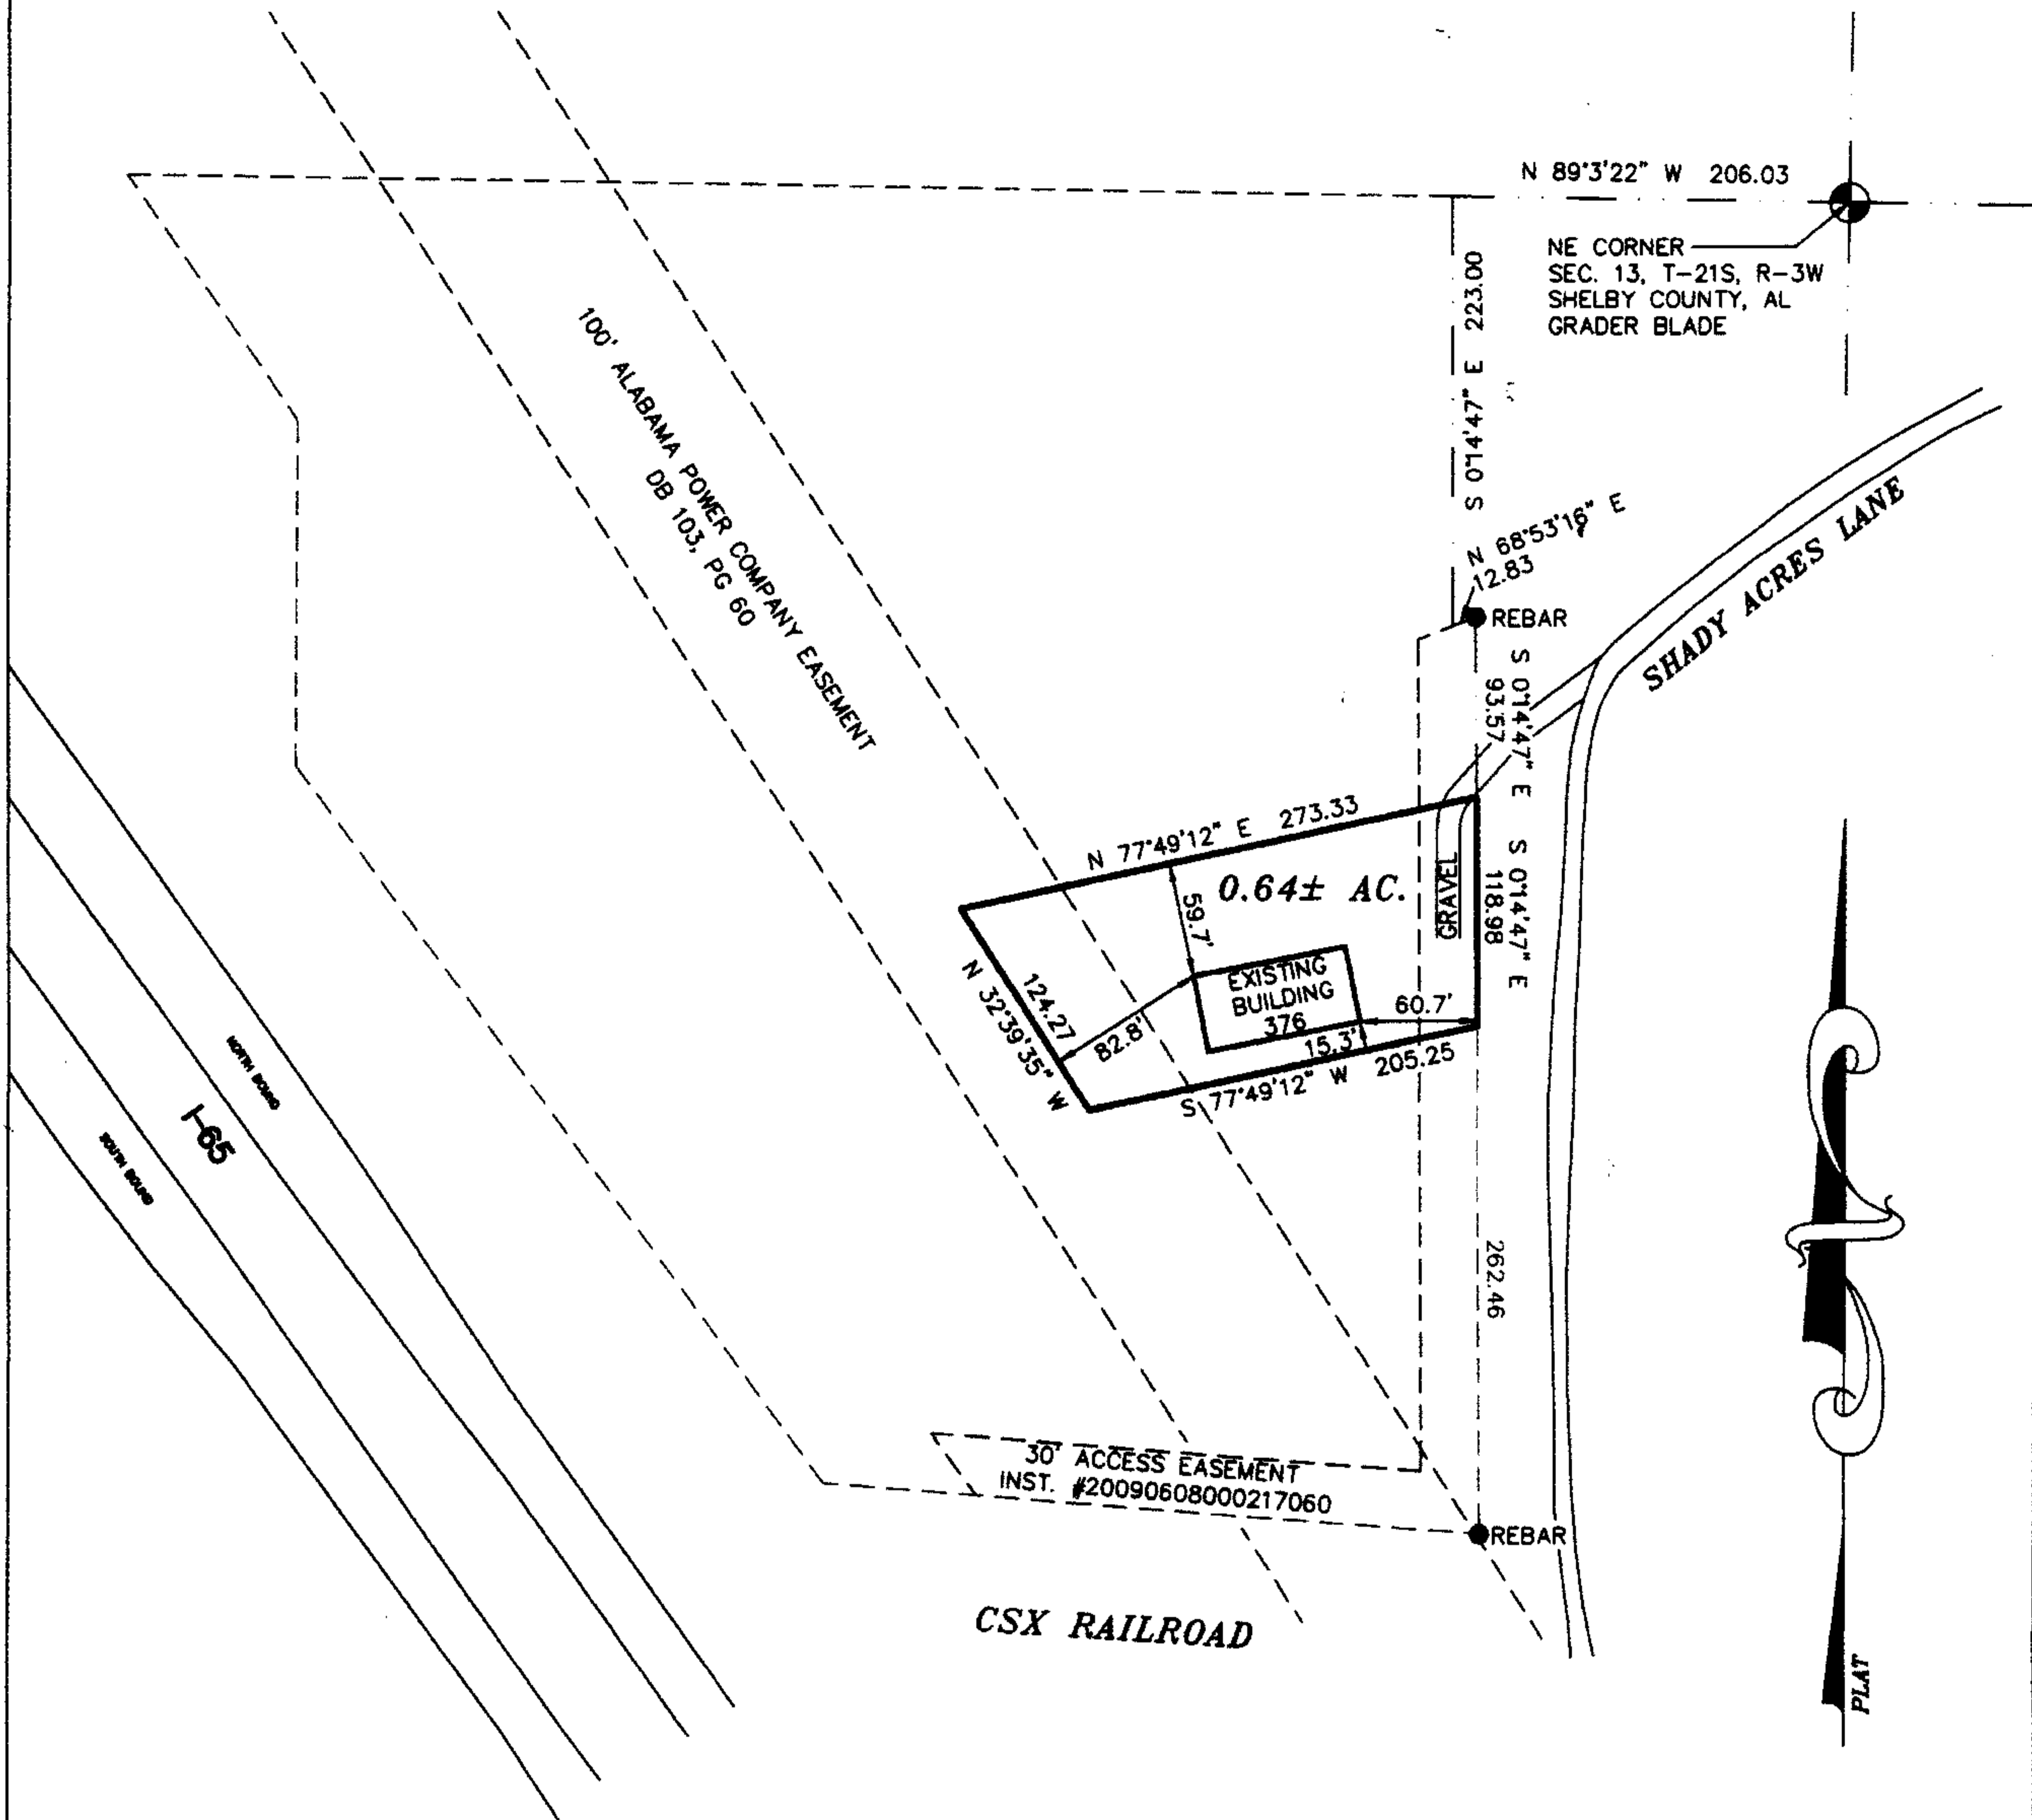 N 89°3'22" W 206.03
NE CORNER
SEC. 13, T-21S, R-3W
SHELBY COUNTY, AL
GRADER BLADE
S 0°14'47" E 223.00
100' ALABAMA POWER COMPANY EASEMENT
DB 103, PG 60
N 68°53'16" E
12.83
REBAR
SHADY ACRES LANE
S 0°14'47" E
93.57
N 77°49'12" E 273.33
0.64± AC.
GRAVEL
S 0°14'47" E
118.98
59.7'
EXISTING
BUILDING
376
60.7'
15.3'
82.8'
124.27
N 32°39'35" W
S 77°49'12" W 205.25
NORTH BOUND
I-65
SOUTH BOUND
262.46
30' ACCESS EASEMENT
INST. #20090608000217060
REBAR
CSX RAILROAD
PLAT